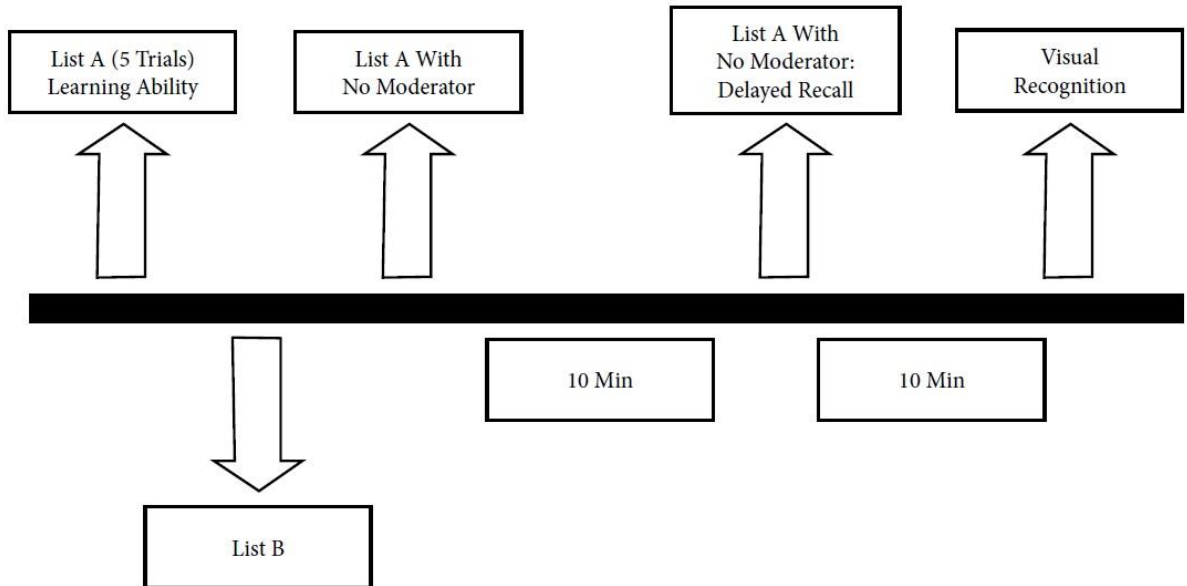 List A (5 Trials)
Learning Ability
List A With
No Moderator
List A With
No Moderator:
Delayed Recall
Visual
Recognition
10 Min
10 Min
List B